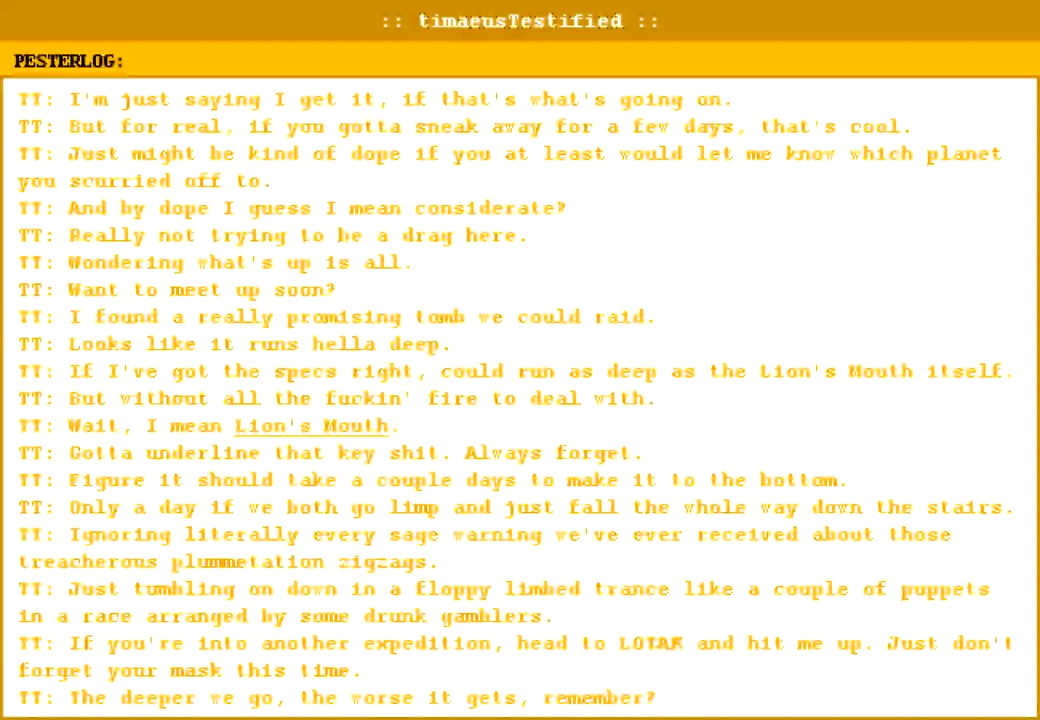 :: timaeusTestified ::
PESTERLOG:
TT: I'm just saying I get it, if that's what's going on.
TT: But for real, if you gotta sneak away for a few days, that's cool.
TT: Just might be kind of dope if you at least would let me know which planet
you scurried off to.
TT: And by dope I guess I mean considerate?
TT: Really not trying to be a drag here.
TT: Wondering what's up is all.
TT: Want to meet up soon?
TT: I found a really promising tomb we could raid.
TT: Looks like it runs hella deep.
TT: If I've got the specs right, could run as deep as the Lion's Mouth itself.
TT: But without all the fuckin' fire to deal with.
TT: Wait, I mean Lion's Mouth.
TT: Gotta underline that key shit. Always forget.
TT: Figure it should take a couple days to make it to the bottom.
TT: Only a day if we both go limp and just fall the whole way down the stairs.
TT: Ignoring literally every sage warning we've ever received about those
treacherous plummetation zigzags.
TT: Just tumbling on down in a floppy limbed trance like a couple of puppets
in a race arranged by some drunk gamblers.
TT: If you're into another expedition, head to LOTAK and hit me up. Just don't
forget your mask this time.
TT: The deeper we go, the worse it gets, remember?